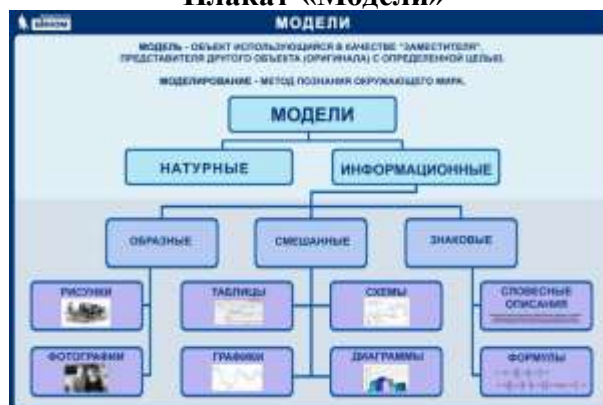 Плакат «Модели»
БИНОМ
МОДЕЛИ
МОДЕЛЬ - ОБЪЕКТ ИСПОЛЬЗУЮЩИЙСЯ В КАЧЕСТВЕ "ЗАМЕСТИТЕЛЯ",
ПРЕДСТАВИТЕЛЯ ДРУГОГО ОБЪЕКТА (ОРИГИНАЛА) С ОПРЕДЕЛЕННОЙ ЦЕЛЬЮ.
МОДЕЛИРОВАНИЕ - МЕТОД ПОЗНАНИЯ ОКРУЖАЮЩЕГО МИРА.
МОДЕЛИ
НАТУРНЫЕ
ИНФОРМАЦИОННЫЕ
ОБРАЗНЫЕ
СМЕШАННЫЕ
ЗНАКОВЫЕ
РИСУНКИ
ТАБЛИЦЫ
СХЕМЫ
СЛОВЕСНЫЕ
ОПИСАНИЯ
ФОТОГРАФИИ
ГРАФИКИ
ДИАГРАММЫ
ФОРМУЛЫ